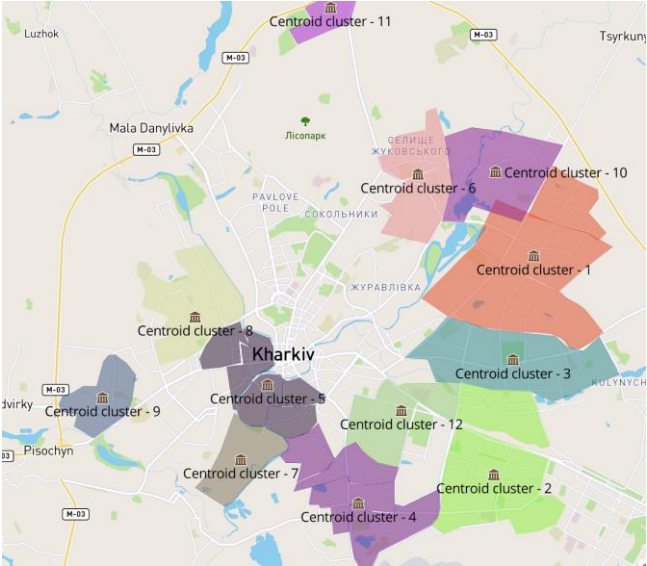 Centroid cluster - 11
Luzhok
M-03
M-03
Tsyrkuny
Лісопарк
Mala Danylivka
M-03
СЕЛИЩЕ
ЖУКОВСЬКОГО
Centroid cluster - 10
Centroid cluster - 6
PAVLOVE
POLE
СОКОЛЬНИКИ
Centroid cluster - 1
ЖУРАВЛІВКА
Centroid cluster - 8
Kharkiv
Centroid cluster - 3
KULYNYCH
M-03
dvirky
Centroid cluster - 9
Centroid cluster - 5
Centroid cluster - 12
Pisochyn
03
Centroid cluster - 7
Centroid cluster - 2
M-03
Centroid cluster - 4